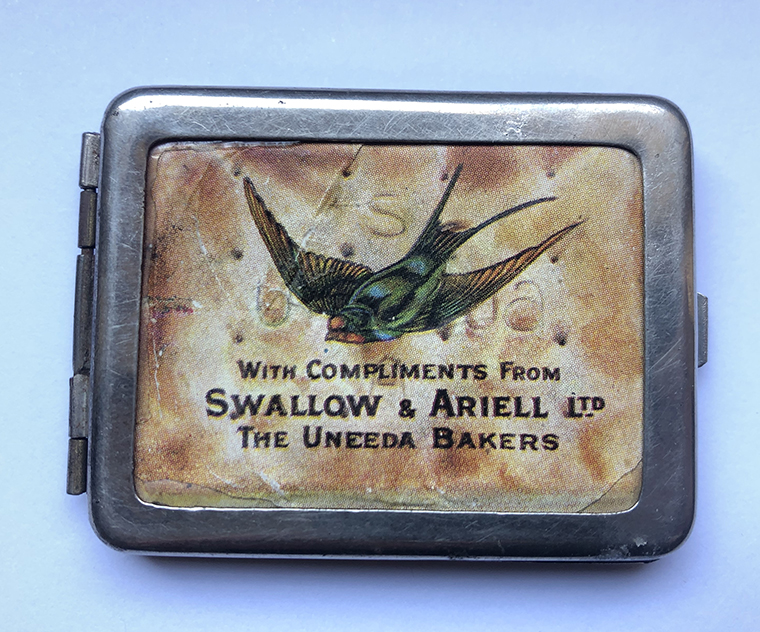 With Compliments From
Swallow & Ariell Ltd
The Uneeda Bakers